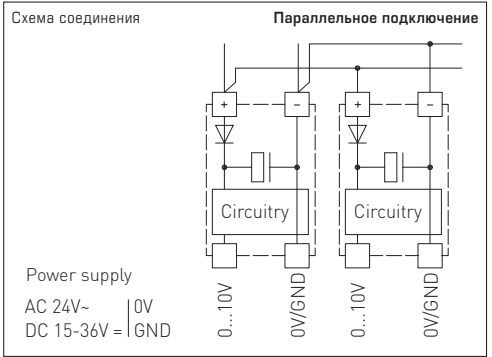 Схема соединения
Параллельное подключение
+ − + −
Circuitry Circuitry
Power supply
AC 24V~ 0V
DC 15-36V = GND
0...10V
0V/GND
0...10V
0V/GND